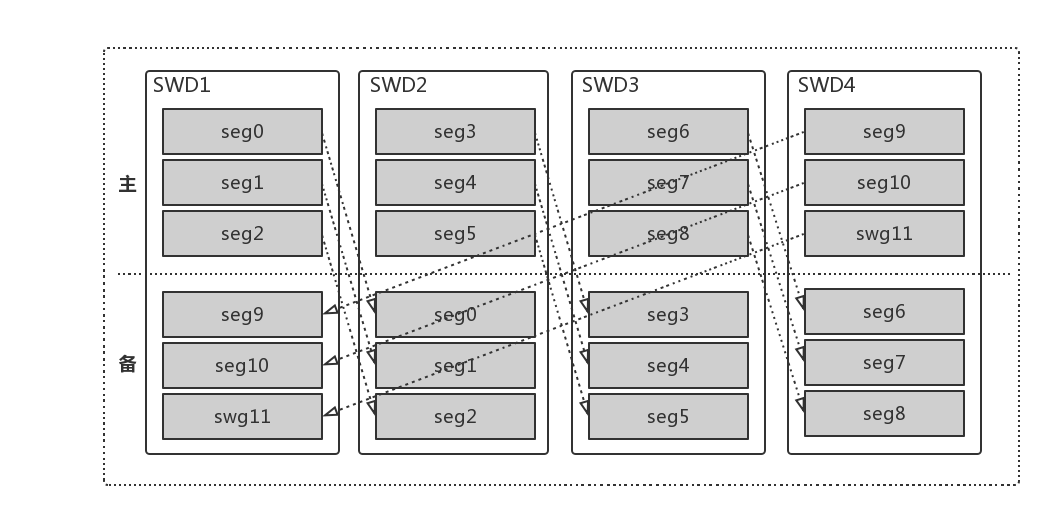 SWD1 SWD2 SWD3 SWD4
主
seg0 seg3 seg6 seg9
seg1 seg4 seg7 seg10
seg2 seg5 seg8 swg11
备
seg9 seg0 seg3 seg6
seg10 seg1 seg4 seg7
swg11 seg2 seg5 seg8